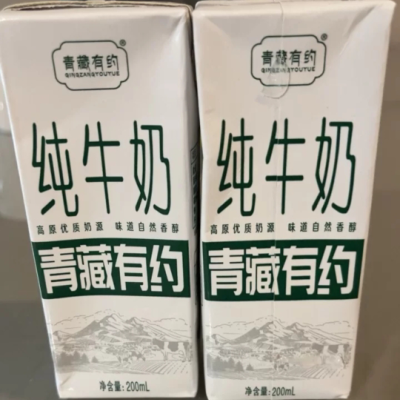 青藏有约®
QINGZANGYOUYUE
纯牛奶
高原优质奶源 味道自然香醇
青藏有约
净含量:200mL
青藏有约®
QINGZANGYOUYUE
纯牛奶
高原优质奶源 味道自然香醇
青藏有约
净含量:200mL